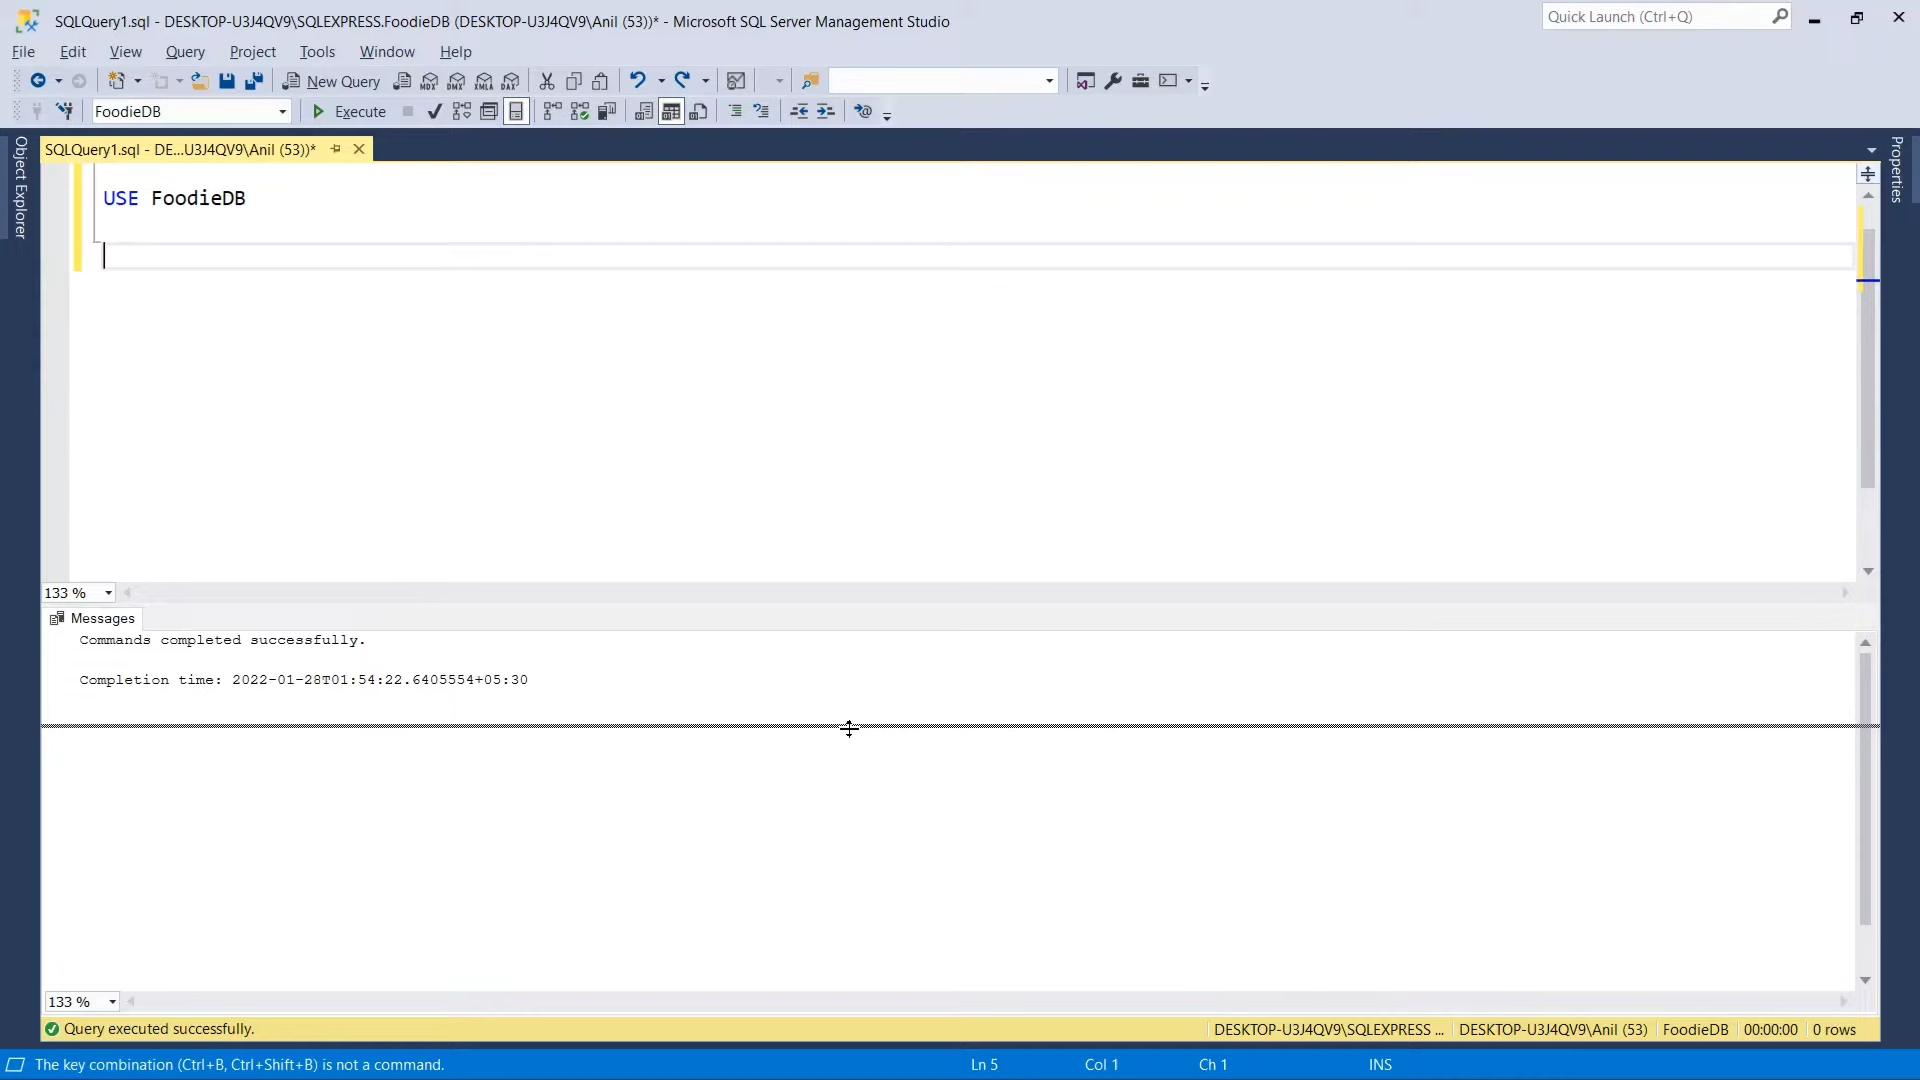 SQLQuery1.sql - DESKTOP-U3J4QV9\SQLEXPRESS.FoodieDB (DESKTOP-U3J4QV9\Anil (53))* - Microsoft SQL Server Management Studio
Quick Launch (Ctrl+Q)
File Edit View Query Project Tools Window Help
New Query MDX DMX XMLA DAX
FoodieDB Execute
SQLQuery1.sql - DE...U3J4QV9\Anil (53))*
Object Explorer
Properties
USE FoodieDB
133 %
Messages
Commands completed successfully.
Completion time: 2022-01-28T01:54:22.6405554+05:30
133 %
Query executed successfully. DESKTOP-U3J4QV9\SQLEXPRESS ... DESKTOP-U3J4QV9\Anil (53) FoodieDB 00:00:00 0 rows
The key combination (Ctrl+B, Ctrl+Shift+B) is not a command. Ln 5 Col 1 Ch 1 INS